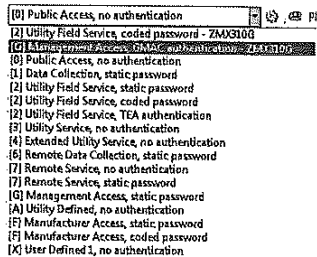 [0] Public Access, no authentication
[2] Utility Field Service, coded password - ZMX310G
[G] Management Access, GMAC authentication - ZMX310G
[0] Public Access, no authentication
[1] Data Collection, static password
[2] Utility Field Service, static password
[2] Utility Field Service, coded password
[2] Utility Field Service, TEA authentication
[3] Utility Service, no authentication
[4] Extended Utility Service, no authentication
[6] Remote Data Collection, static password
[7] Remote Service, no authentication
[7] Remote Service, static password
[G] Management Access, static password
[A] Utility Defined, no authentication
[F] Manufacturer Access, static password
[F] Manufacturer Access, coded password
[X] User Defined 1, no authentication